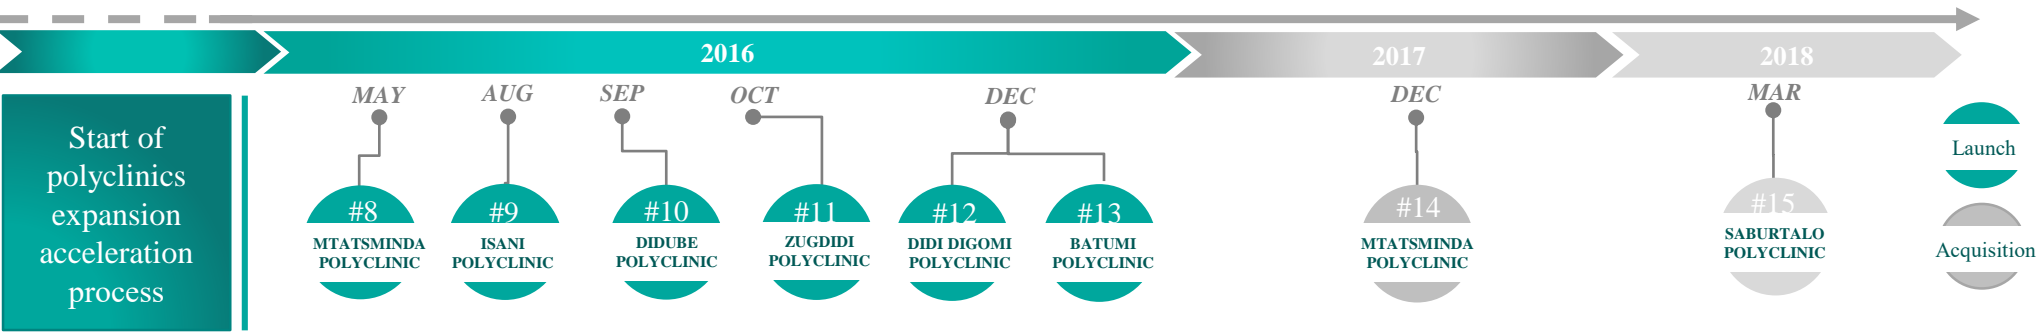 2016
2017
2018
MAY
AUG
SEP
OCT
DEC
DEC
MAR
Start of
polyclinics
expansion
acceleration
process
#8
MTATSMINDA
POLYCLINIC
#9
ISANI
POLYCLINIC
#10
DIDUBE
POLYCLINIC
#11
ZUGDIDI
POLYCLINIC
#12
DIDI DIGOMI
POLYCLINIC
#13
BATUMI
POLYCLINIC
#14
MTATSMINDA
POLYCLINIC
#15
SABURTALO
POLYCLINIC
Launch
Acquisition